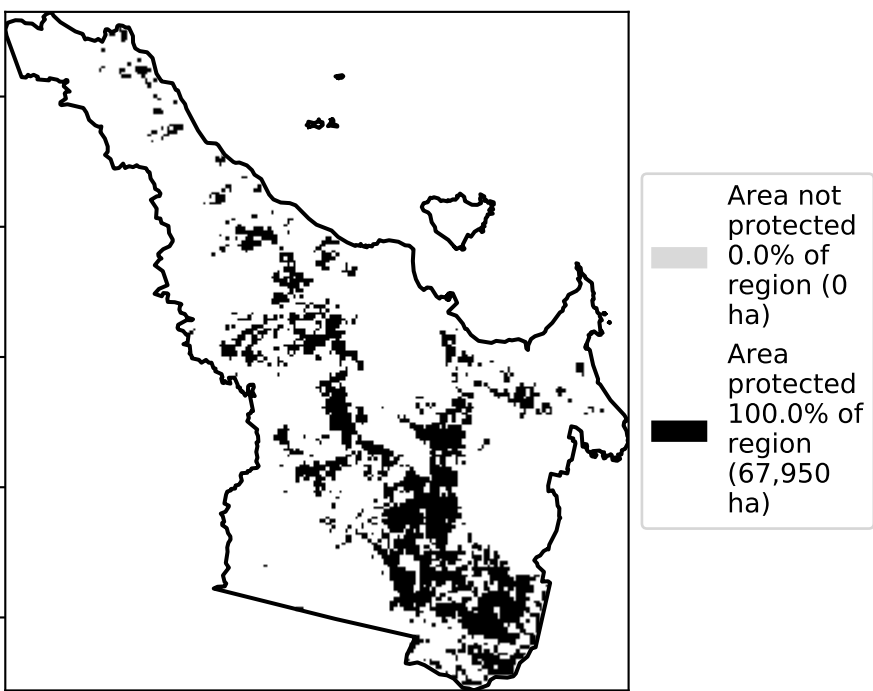 Area not
protected
0.0% of
region (0
ha)
Area
protected
100.0% of
region
(67,950
ha)